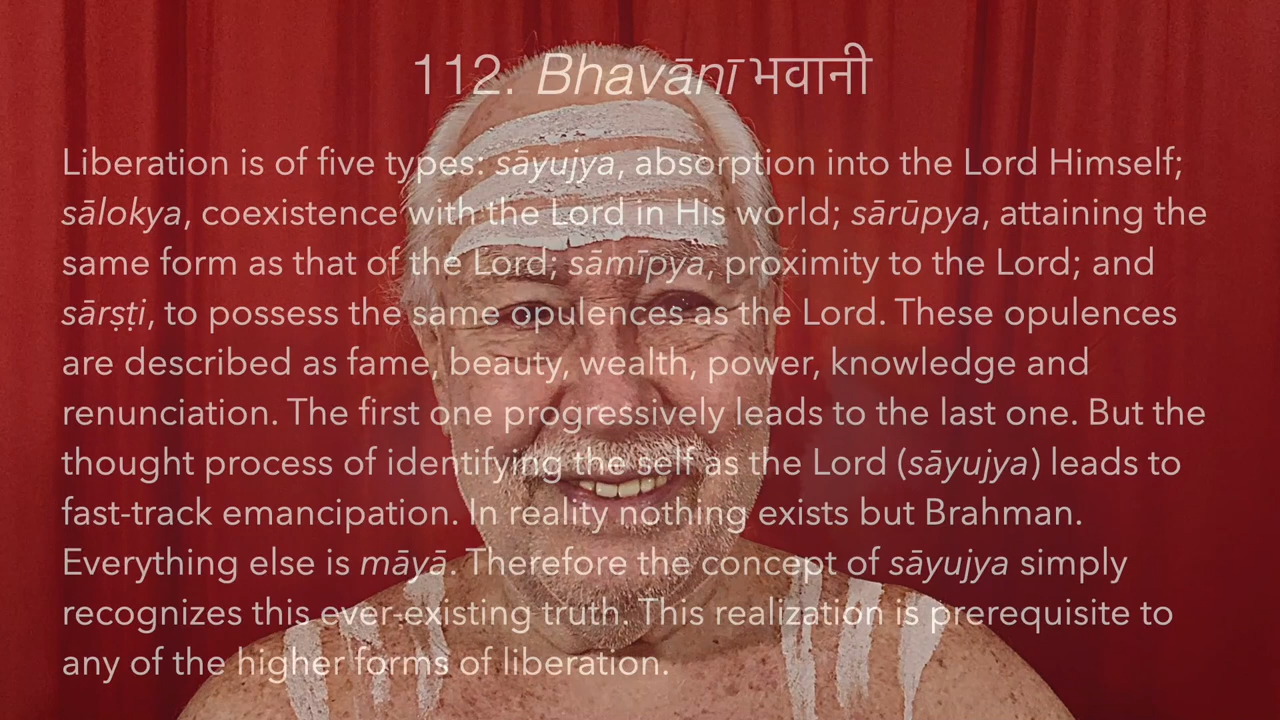 112. Bhavānī भवानी
Liberation is of five types: sāyujya, absorption into the Lord Himself;
sālokya, coexistence with the Lord in His world; sārūpya, attaining the
same form as that of the Lord; sāmīpya, proximity to the Lord; and
sārṣṭi, to possess the same opulences as the Lord. These opulences
are described as fame, beauty, wealth, power, knowledge and
renunciation. The first one progressively leads to the last one. But the
thought process of identifying the self as the Lord (sāyujya) leads to
fast-track emancipation. In reality nothing exists but Brahman.
Everything else is māyā. Therefore the concept of sāyujya simply
recognizes this ever-existing truth. This realization is prerequisite to
any of the higher forms of liberation.